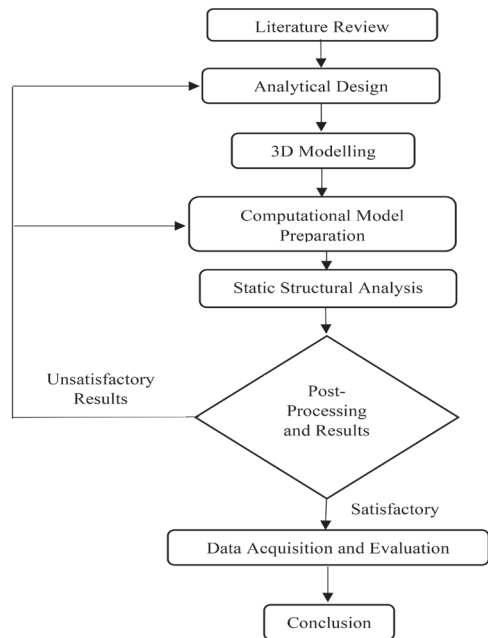 Literature Review
Analytical Design
3D Modelling
Computational Model
Preparation
Static Structural Analysis
Unsatisfactory
Results
Post-
Processing
and Results
Satisfactory
Data Acquisition and Evaluation
Conclusion